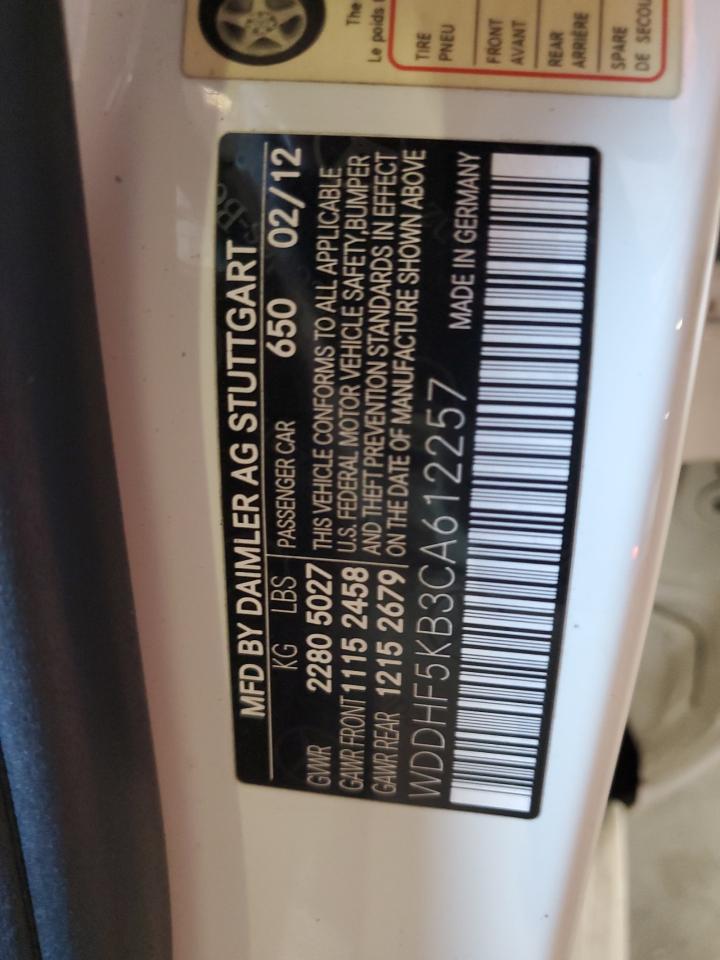 The
Le poids t
TIRE
PNEU
FRONT
AVANT
REAR
ARRIÈRE
SPARE
DE SECOU
MFD BY DAIMLER AG STUTTGART
KG LBS PASSENGER CAR 650 02/12
GVWR 2280 5027
GAWR FRONT 1115 2458
GAWR REAR 1215 2679
THIS VEHICLE CONFORMS TO ALL APPLICABLE
U.S. FEDERAL MOTOR VEHICLE SAFETY,BUMPER
AND THEFT PREVENTION STANDARDS IN EFFECT
ON THE DATE OF MANUFACTURE SHOWN ABOVE
WDDHF5KB3CA612257 MADE IN GERMANY